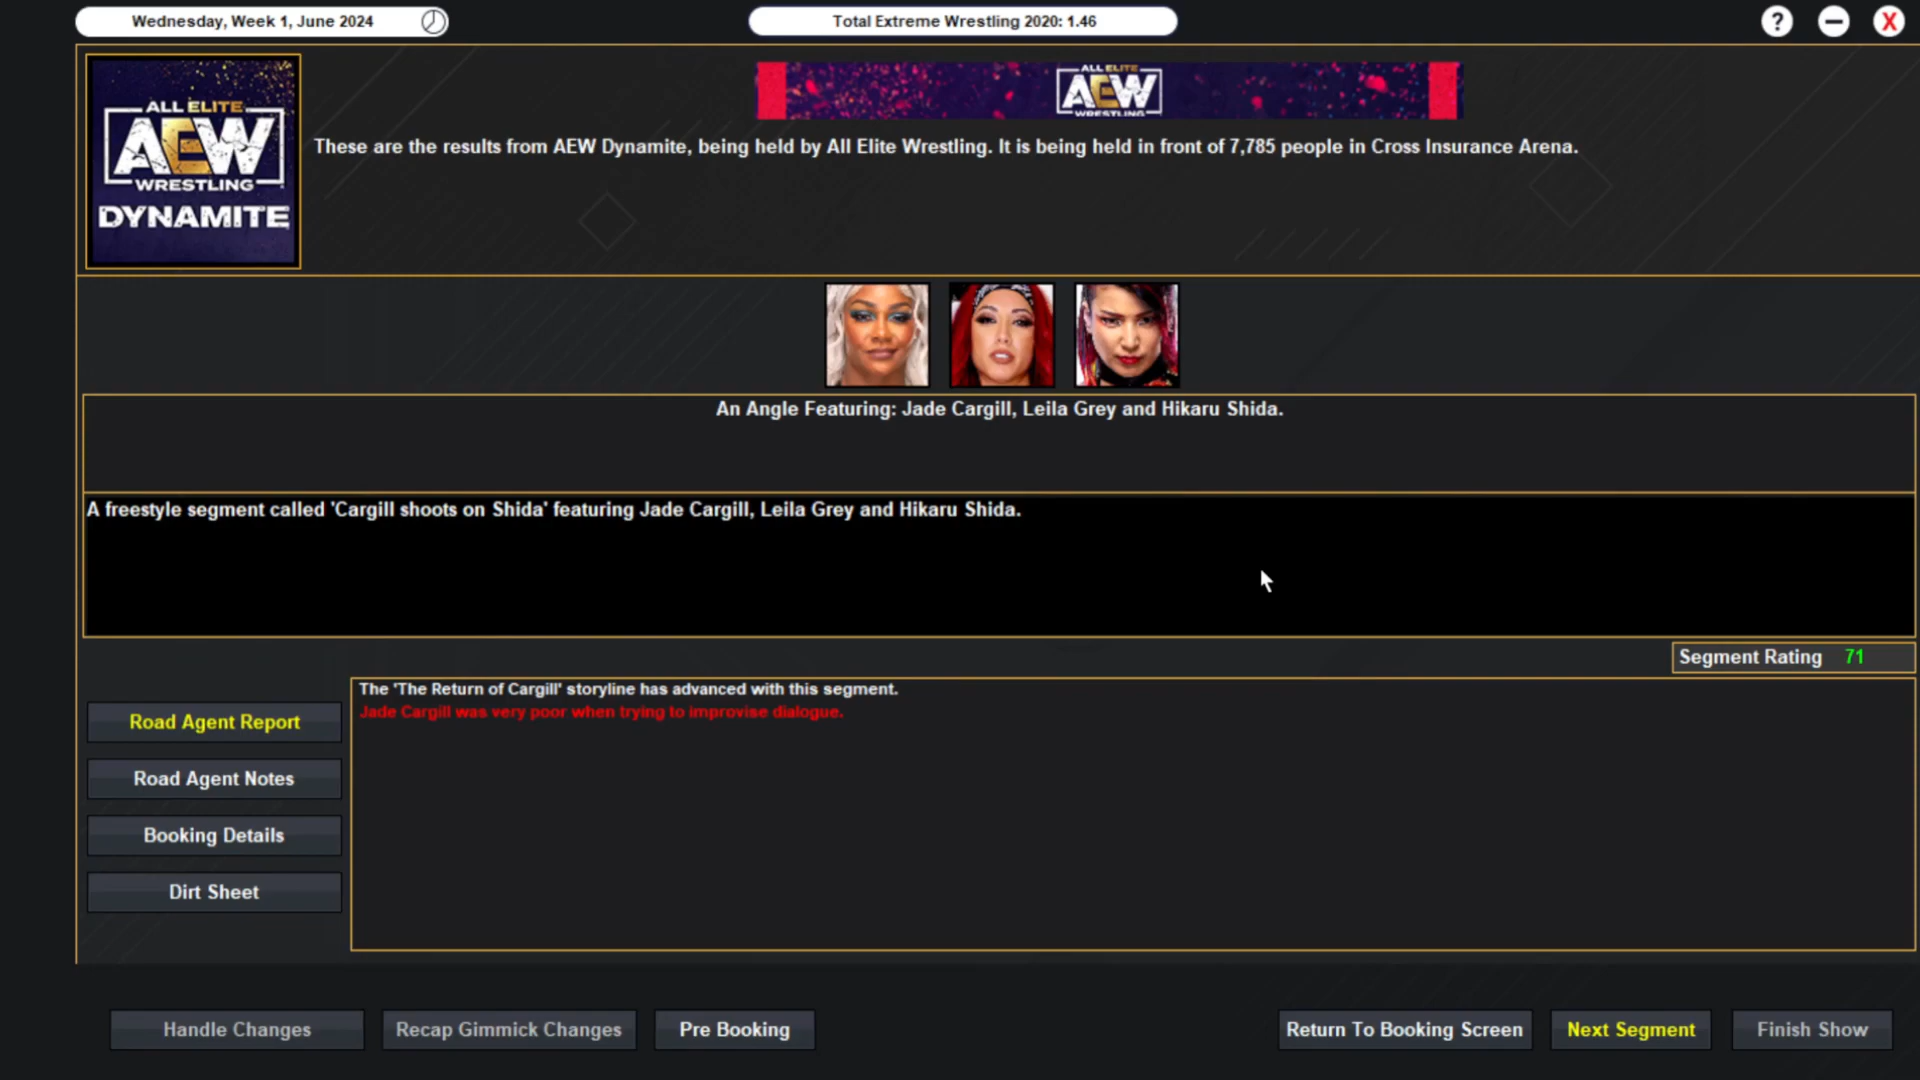 Wednesday, Week 1, June 2024
Total Extreme Wrestling 2020: 1.46
?
X
ALL ELITE
AEW
WRESTLING
DYNAMITE
ALL ELITE
AEW
WRESTLING
These are the results from AEW Dynamite, being held by All Elite Wrestling. It is being held in front of 7,785 people in Cross Insurance Arena.
An Angle Featuring: Jade Cargill, Leila Grey and Hikaru Shida.
A freestyle segment called 'Cargill shoots on Shida' featuring Jade Cargill, Leila Grey and Hikaru Shida.
Segment Rating 71
The 'The Return of Cargill' storyline has advanced with this segment.
Jade Cargill was very poor when trying to improvise dialogue.
Road Agent Report
Road Agent Notes
Booking Details
Dirt Sheet
Handle Changes
Recap Gimmick Changes
Pre Booking
Return To Booking Screen
Next Segment
Finish Show